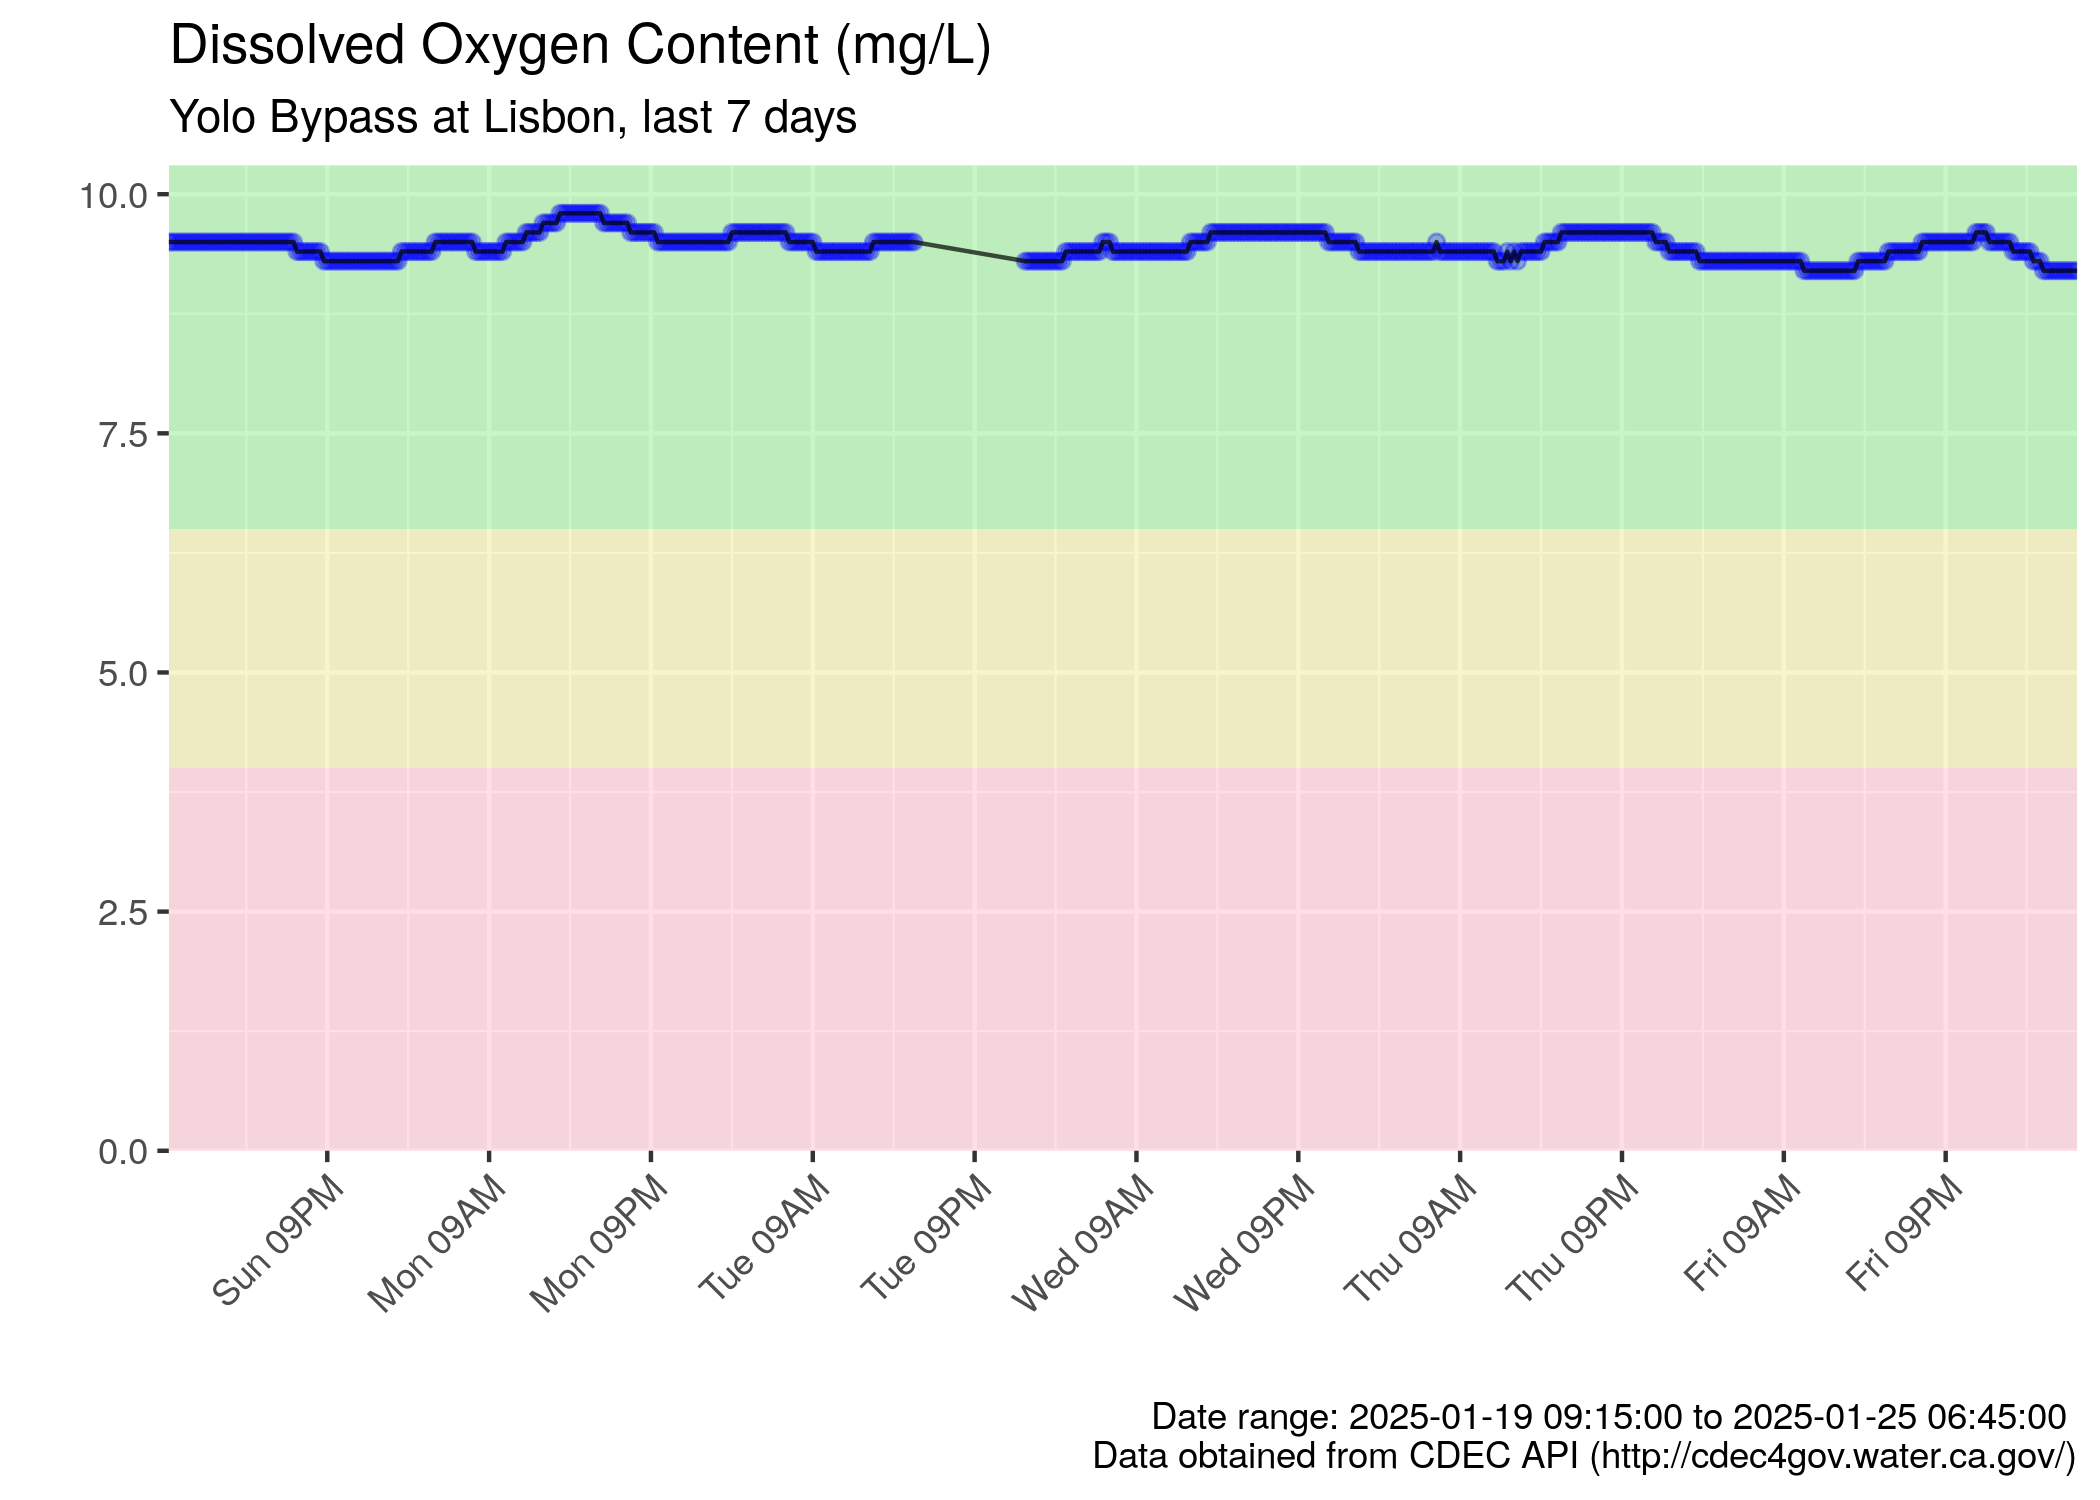 Dissolved Oxygen Content (mg/L)
Yolo Bypass at Lisbon, last 7 days
10.0
7.5
5.0
2.5
0.0
Sun 09PM
Mon 09AM
Mon 09PM
Tue 09AM
Tue 09PM
Wed 09AM
Wed 09PM
Thu 09AM
Thu 09PM
Fri 09AM
Fri 09PM
Date range: 2025-01-19 09:15:00 to 2025-01-25 06:45:00
Data obtained from CDEC API (http://cdec4gov.water.ca.gov/)